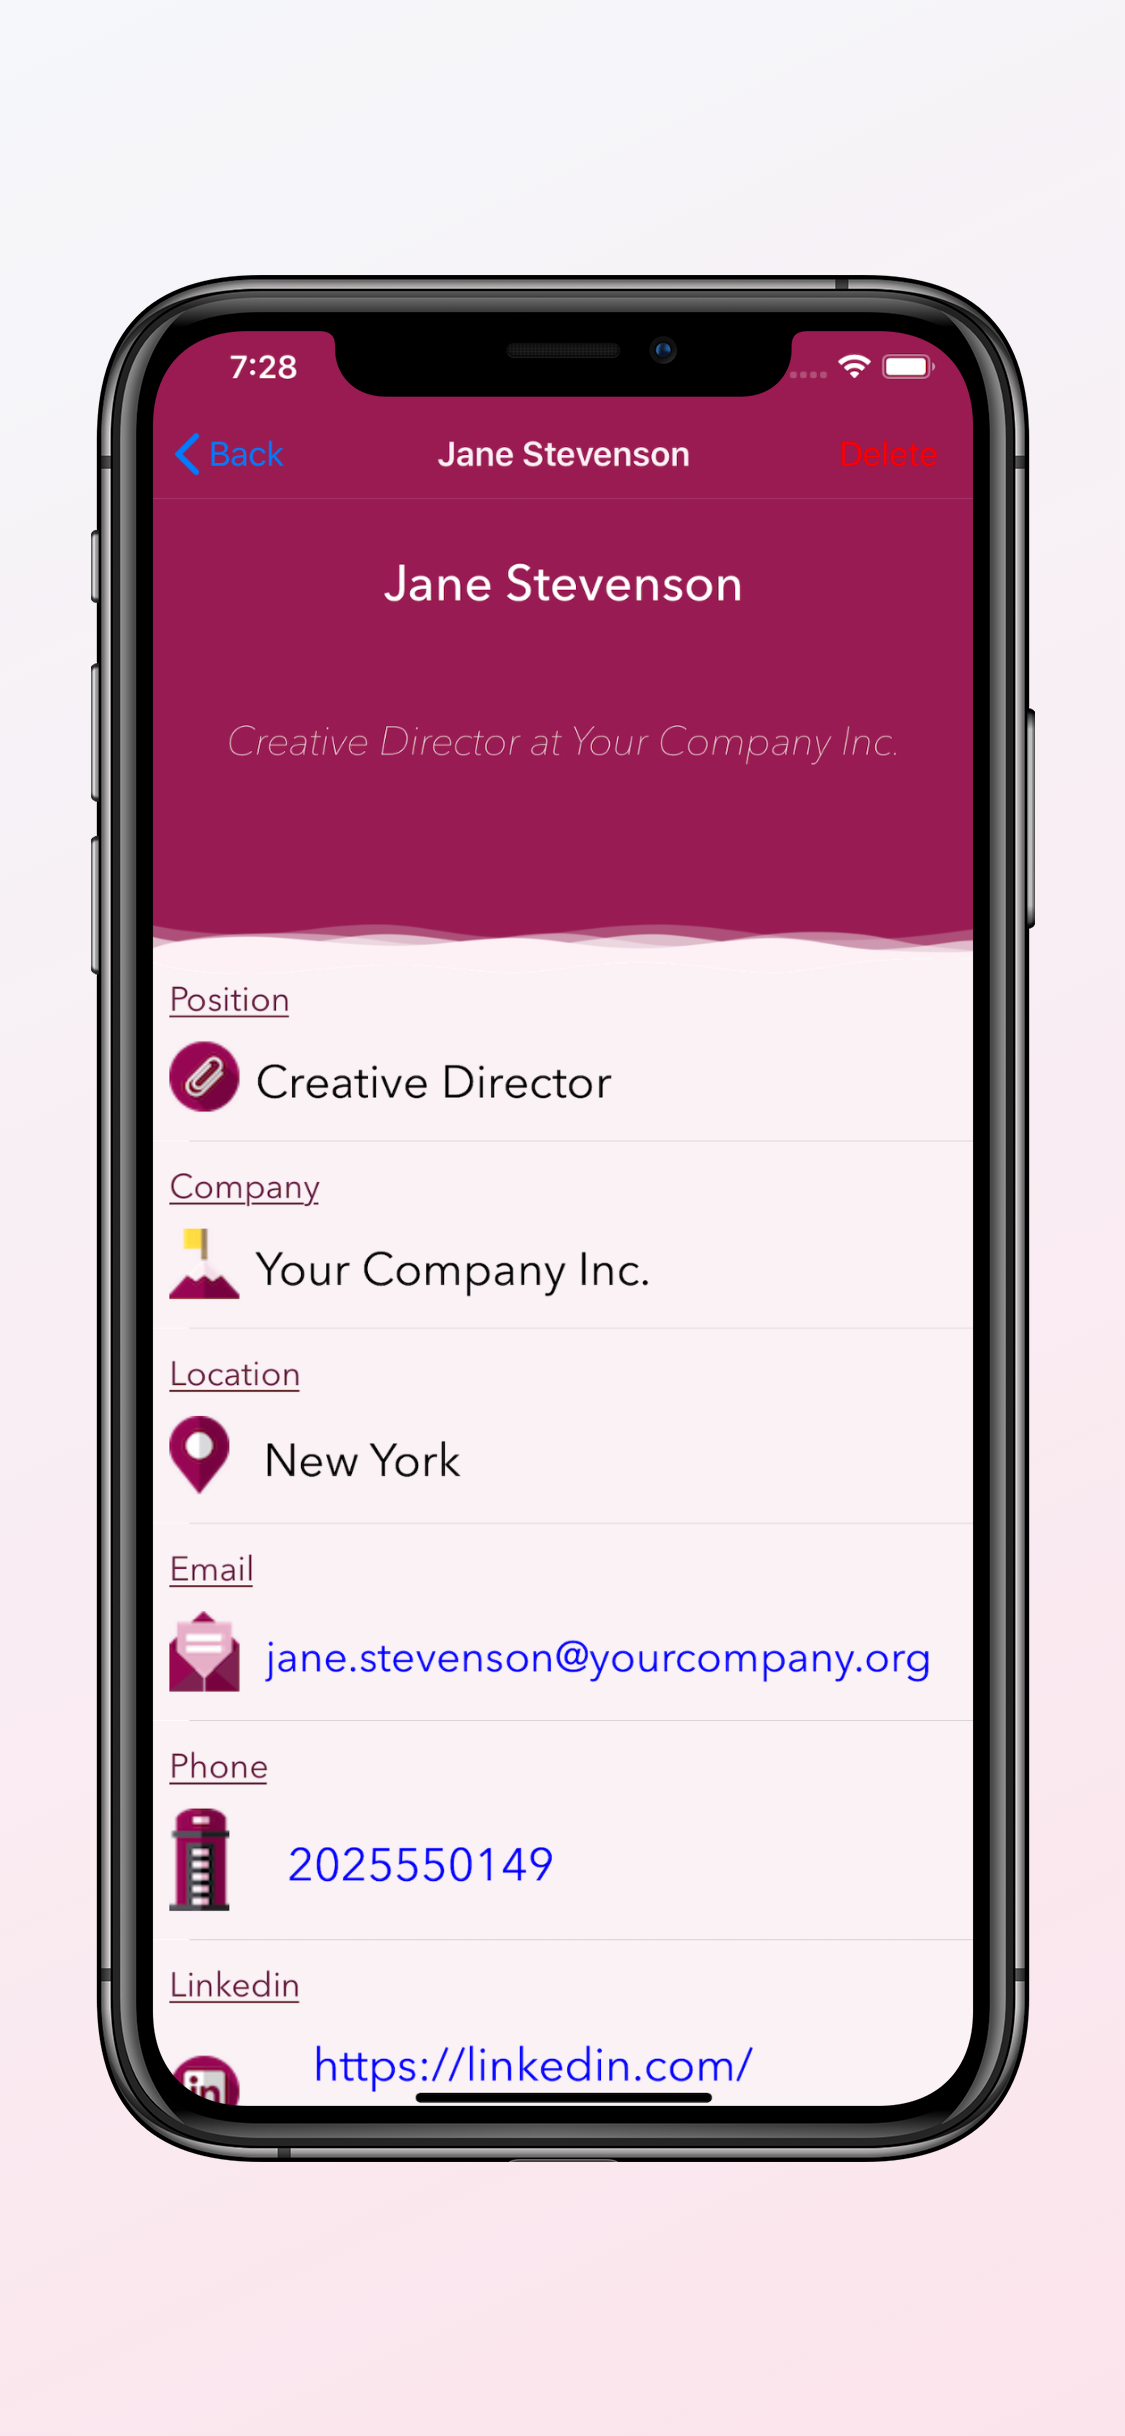 7:28
Back
Jane Stevenson
Delete
Jane Stevenson
Creative Director at Your Company Inc.
Position
Creative Director
Company
Your Company Inc.
Location
New York
Email
jane.stevenson@yourcompany.org
Phone
2025550149
Linkedin
https://linkedin.com/
in